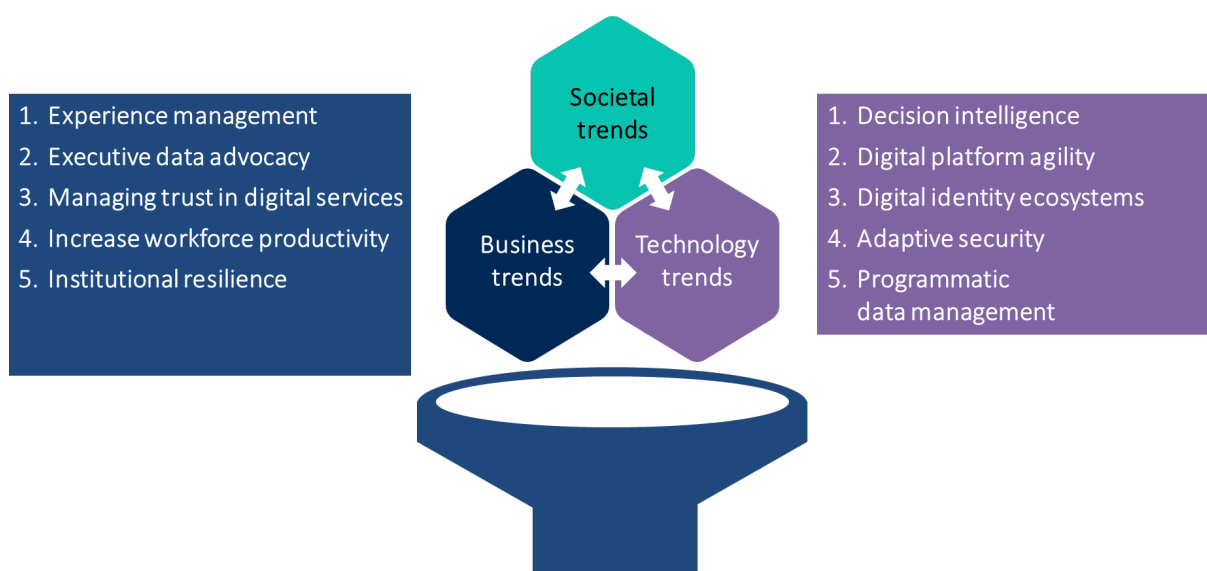 1. Experience management
2. Executive data advocacy
3. Managing trust in digital services
4. Increase workforce productivity
5. Institutional resilience
Societal
trends
Business
trends
Technology
trends
1. Decision intelligence
2. Digital platform agility
3. Digital identity ecosystems
4. Adaptive security
5. Programmatic
data management